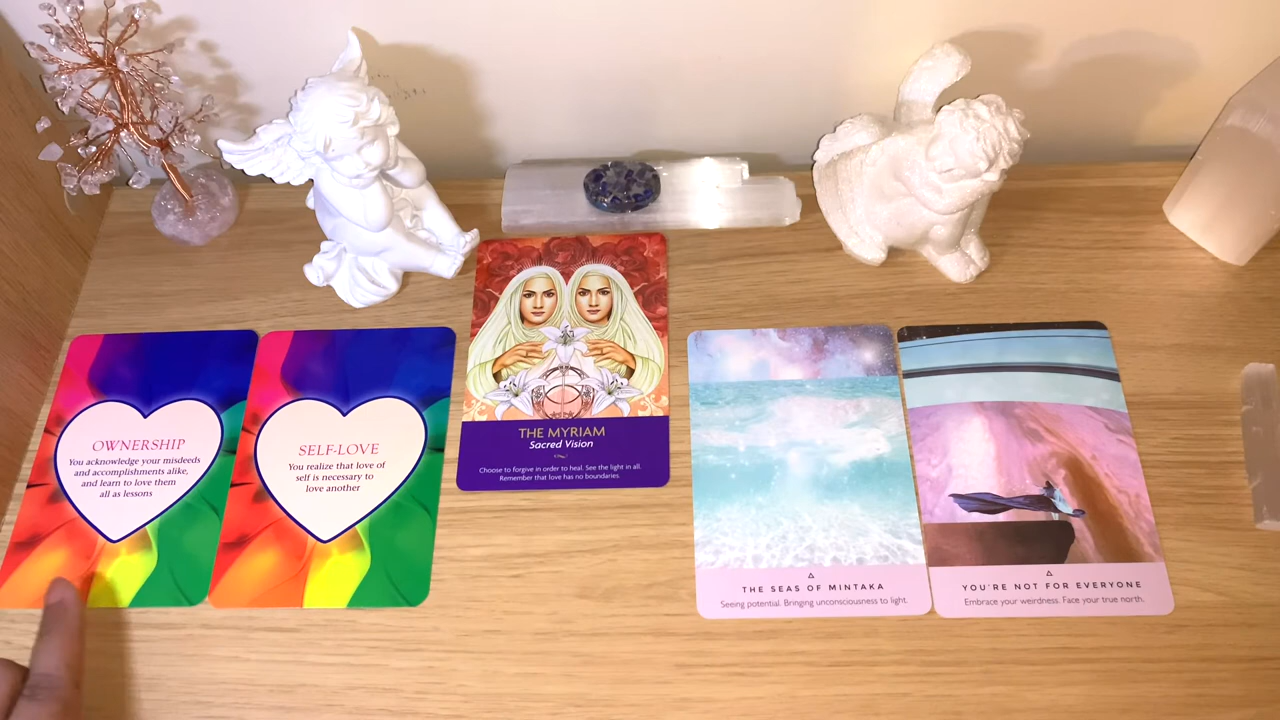 OWNERSHIP
You acknowledge your misdeeds
and accomplishments alike,
and learn to love them
all as lessons
SELF-LOVE
You realize that love of
self is necessary to
love another
THE MYRIAM
Sacred Vision
Choose to forgive in order to heal. See the light in all.
Remember that love has no boundaries.
THE SEAS OF MINTAKA
Seeing potential. Bringing unconsciousness to light.
YOU'RE NOT FOR EVERYONE
Embrace your weirdness. Face your true north.